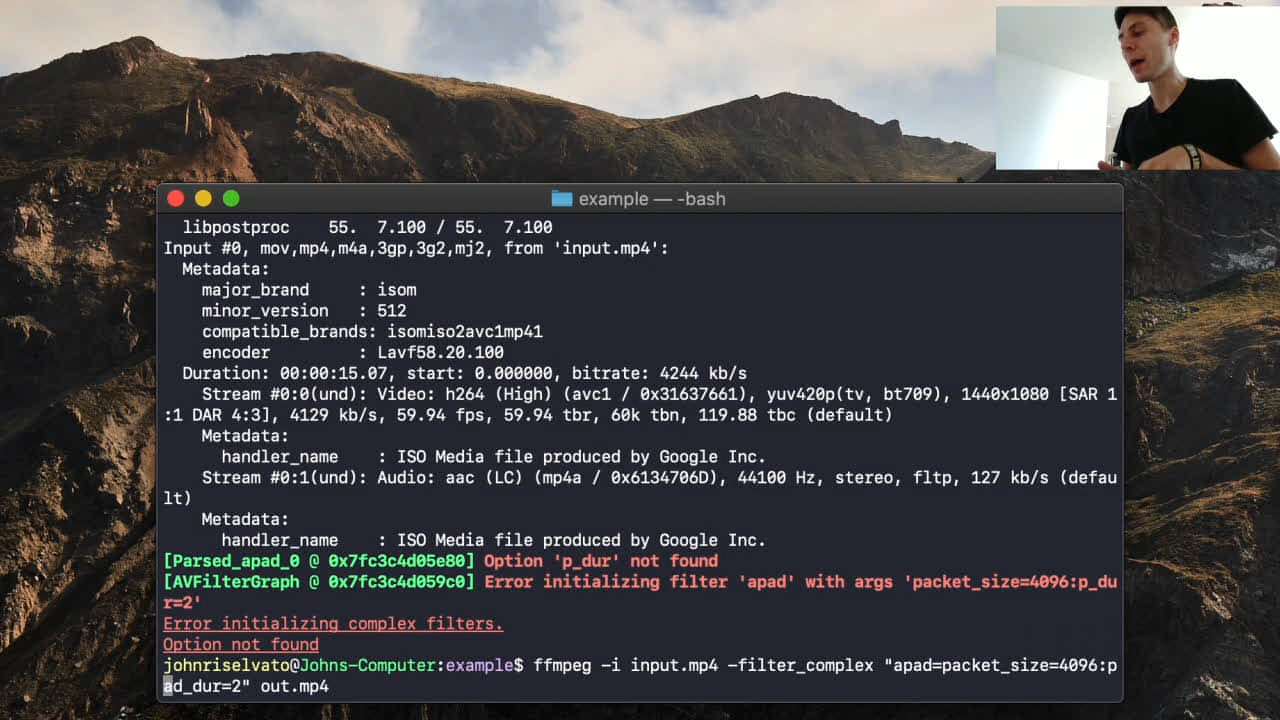 example — -bash
libpostproc    55.  7.100 / 55.  7.100
Input #0, mov,mp4,m4a,3gp,3g2,mj2, from 'input.mp4':
Metadata:
major_brand     : isom
minor_version   : 512
compatible_brands: isomiso2avc1mp41
encoder         : Lavf58.20.100
Duration: 00:00:15.07, start: 0.000000, bitrate: 4244 kb/s
Stream #0:0(und): Video: h264 (High) (avc1 / 0x31637661), yuv420p(tv, bt709), 1440x1080 [SAR 1
:1 DAR 4:3], 4129 kb/s, 59.94 fps, 59.94 tbr, 60k tbn, 119.88 tbc (default)
Metadata:
handler_name    : ISO Media file produced by Google Inc.
Stream #0:1(und): Audio: aac (LC) (mp4a / 0x6134706D), 44100 Hz, stereo, fltp, 127 kb/s (defau
lt)
Metadata:
handler_name    : ISO Media file produced by Google Inc.
[Parsed_apad_0 @ 0x7fc3c4d05e80] Option 'p_dur' not found
[AVFilterGraph @ 0x7fc3c4d059c0] Error initializing filter 'apad' with args 'packet_size=4096:p_du
r=2'
Error initializing complex filters.
Option not found
johnriselvato@Johns-Computer:example$ ffmpeg -i input.mp4 -filter_complex "apad=packet_size=4096:p
ad_dur=2" out.mp4